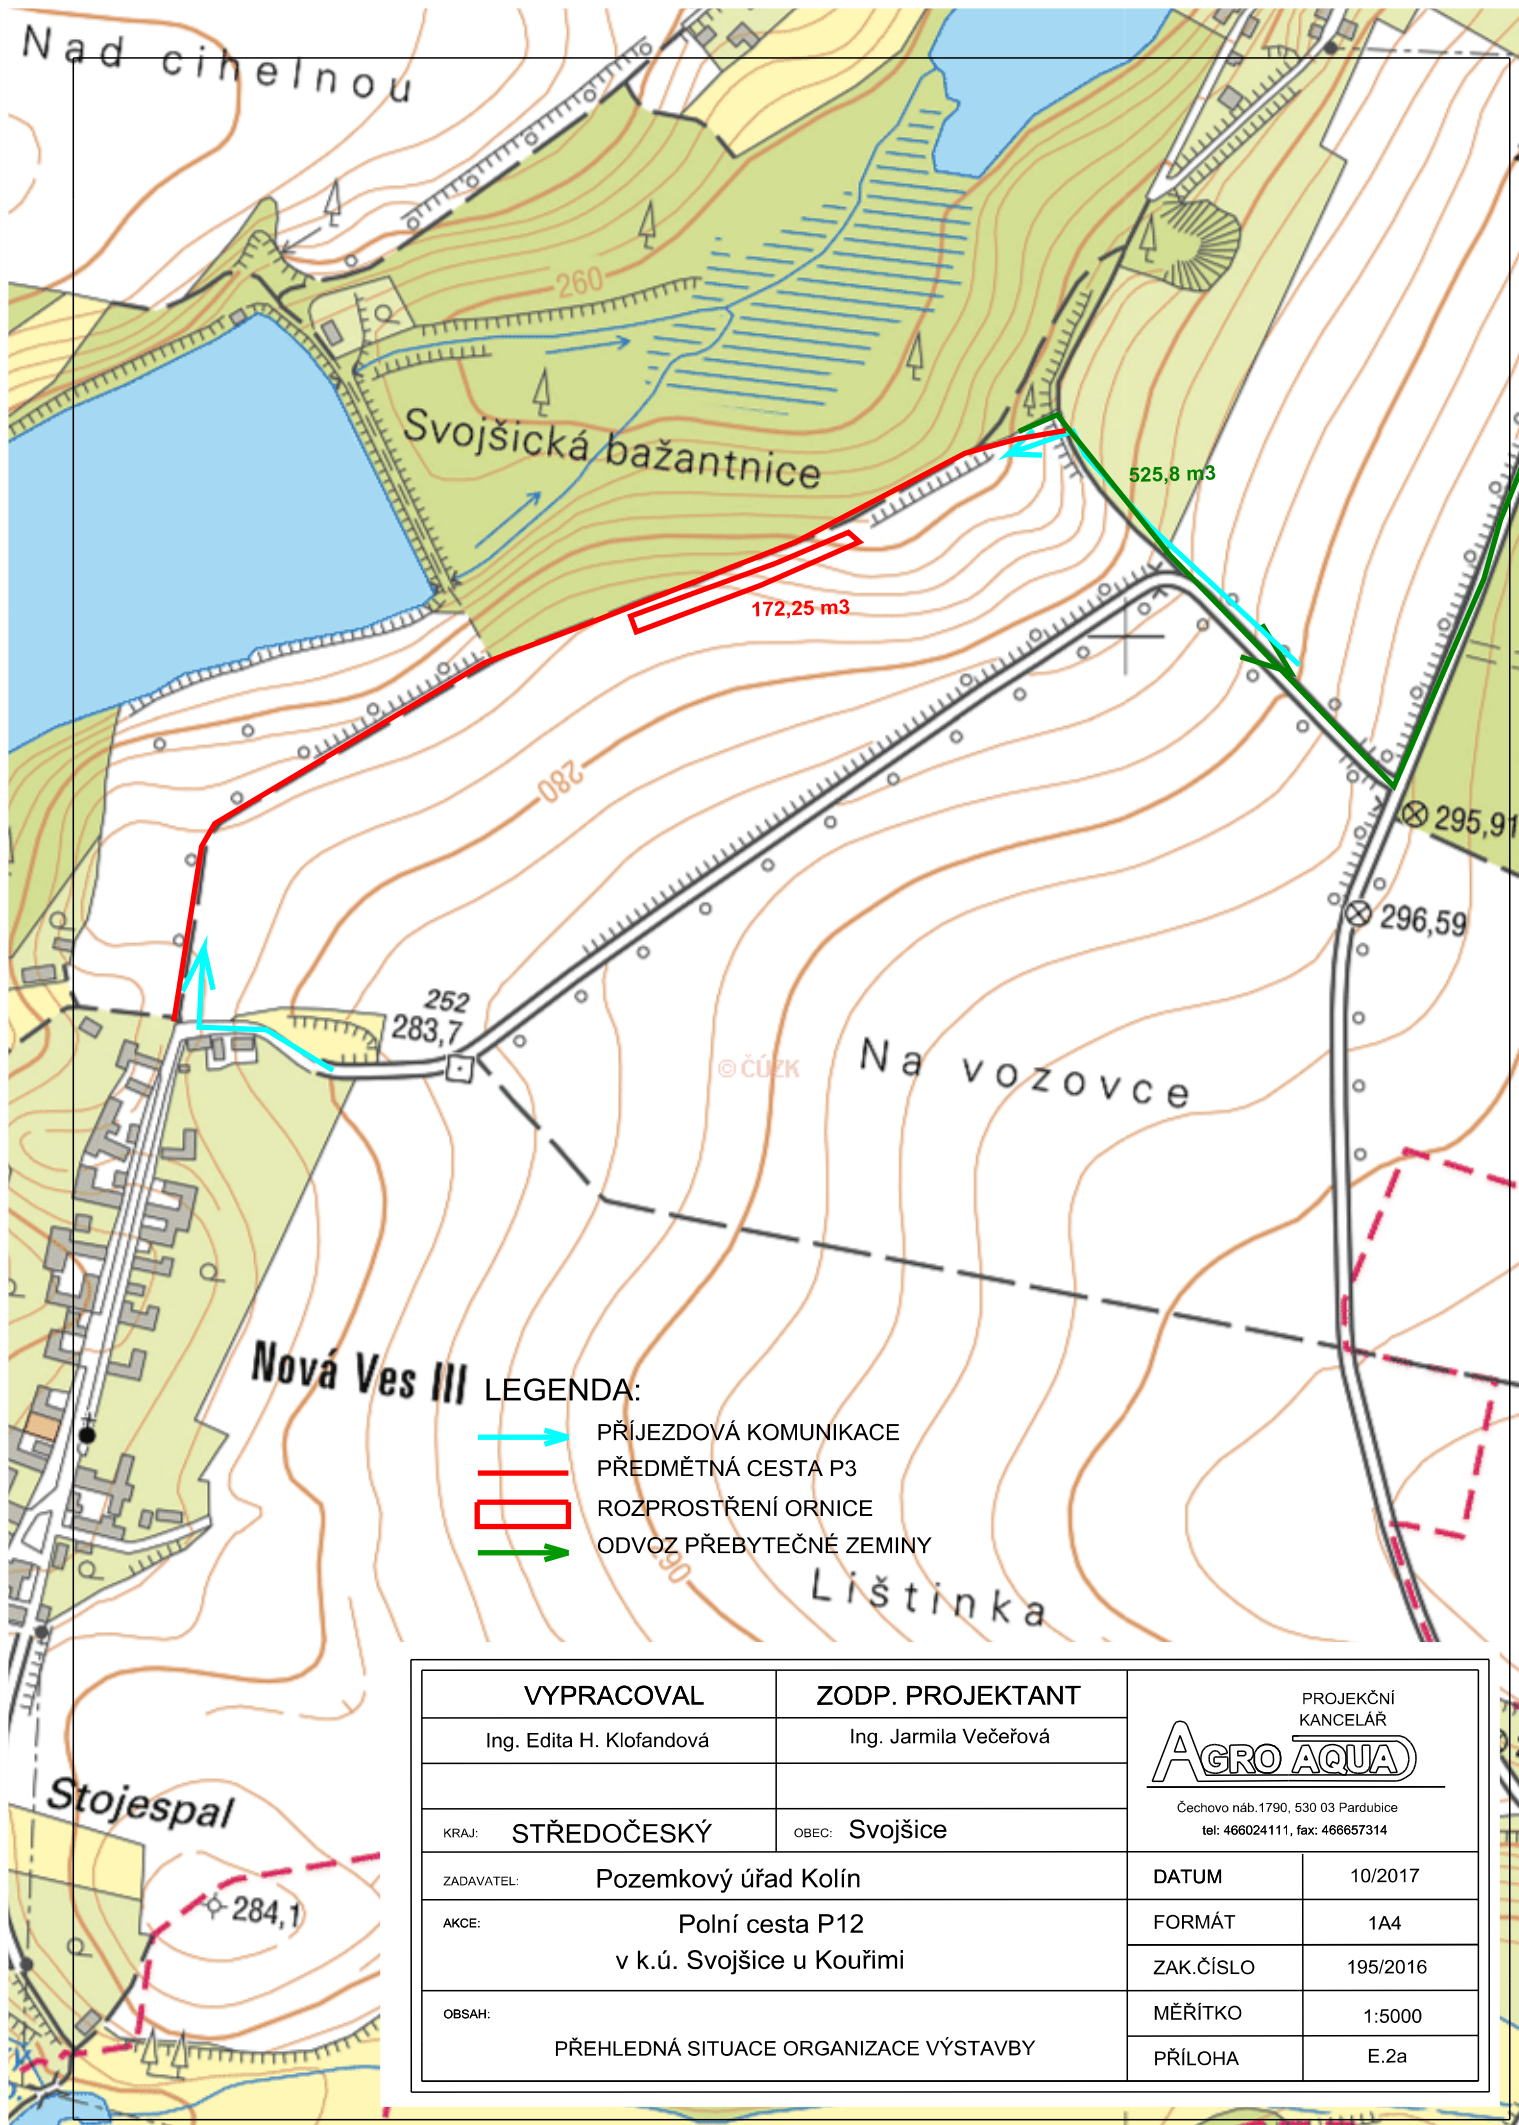 Nad cihelnou
260
Svojšická bažantnice
525,8 m3
172,25 m3
280
295,91
296,59
252
283,7
© ČÚZK
Na vozovce
Nová Ves III
LEGENDA:
PŘÍJEZDOVÁ KOMUNIKACE
PŘEDMĚTNÁ CESTA P3
ROZPROSTŘENÍ ORNICE
ODVOZ PŘEBYTEČNÉ ZEMINY
290
Lištinka
Stojespal
284,1
VYPRACOVAL
ZODP. PROJEKTANT
Ing. Edita H. Klofandová
Ing. Jarmila Večeřová
PROJEKČNÍ
KANCELÁŘ
AGRO AQUA
Čechovo náb.1790, 530 03 Pardubice
tel: 466024111, fax: 466657314
KRAJ: STŘEDOČESKÝ
OBEC: Svojšice
ZADAVATEL: Pozemkový úřad Kolín
DATUM 10/2017
AKCE: Polní cesta P12
v k.ú. Svojšice u Kouřimi
FORMÁT 1A4
ZAK.ČÍSLO 195/2016
OBSAH:
PŘEHLEDNÁ SITUACE ORGANIZACE VÝSTAVBY
MĚŘÍTKO 1:5000
PŘÍLOHA E.2a